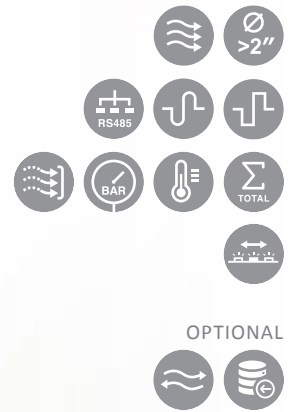 Ø
>2"
RS485
BAR
Σ
TOTAL
OPTIONAL